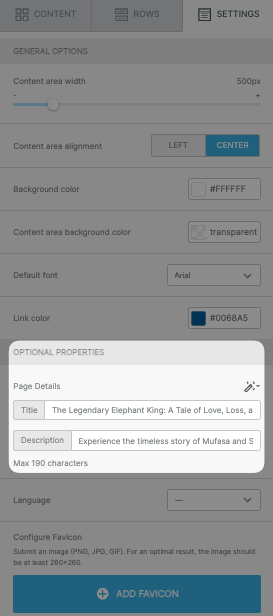 CONTENT ROWS SETTINGS
GENERAL OPTIONS
Content area width 500px
- +
Content area alignment LEFT CENTER
Background color #FFFFFF
Content area background color transparent
Default font Arial
Link color #0068A5
OPTIONAL PROPERTIES
Page Details
Title The Legendary Elephant King: A Tale of Love, Loss, a
Description Experience the timeless story of Mufasa and S
Max 190 characters
Language —
Configure Favicon
Submit an image (PNG, JPG, GIF). For an optimal result, the image should
be at least 260x260.
ADD FAVICON